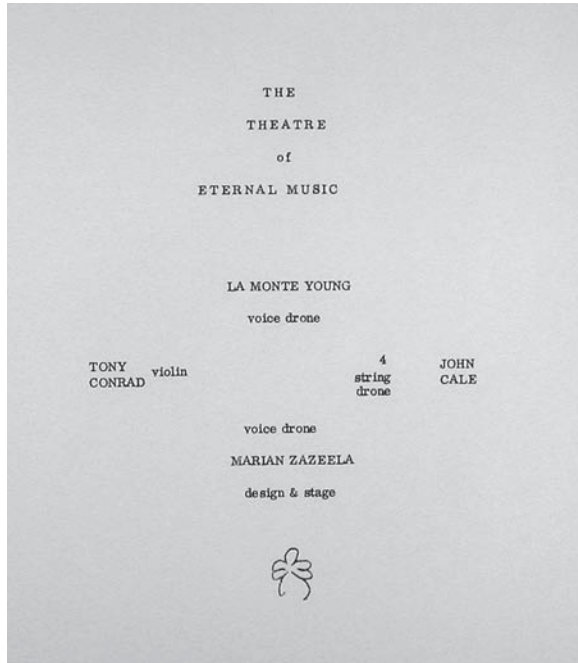 THE
THEATRE
of
ETERNAL MUSIC
LA MONTE YOUNG
voice drone
TONY
CONRAD
violin
4
string
drone
JOHN
CALE
voice drone
MARIAN ZAZEELA
design & stage